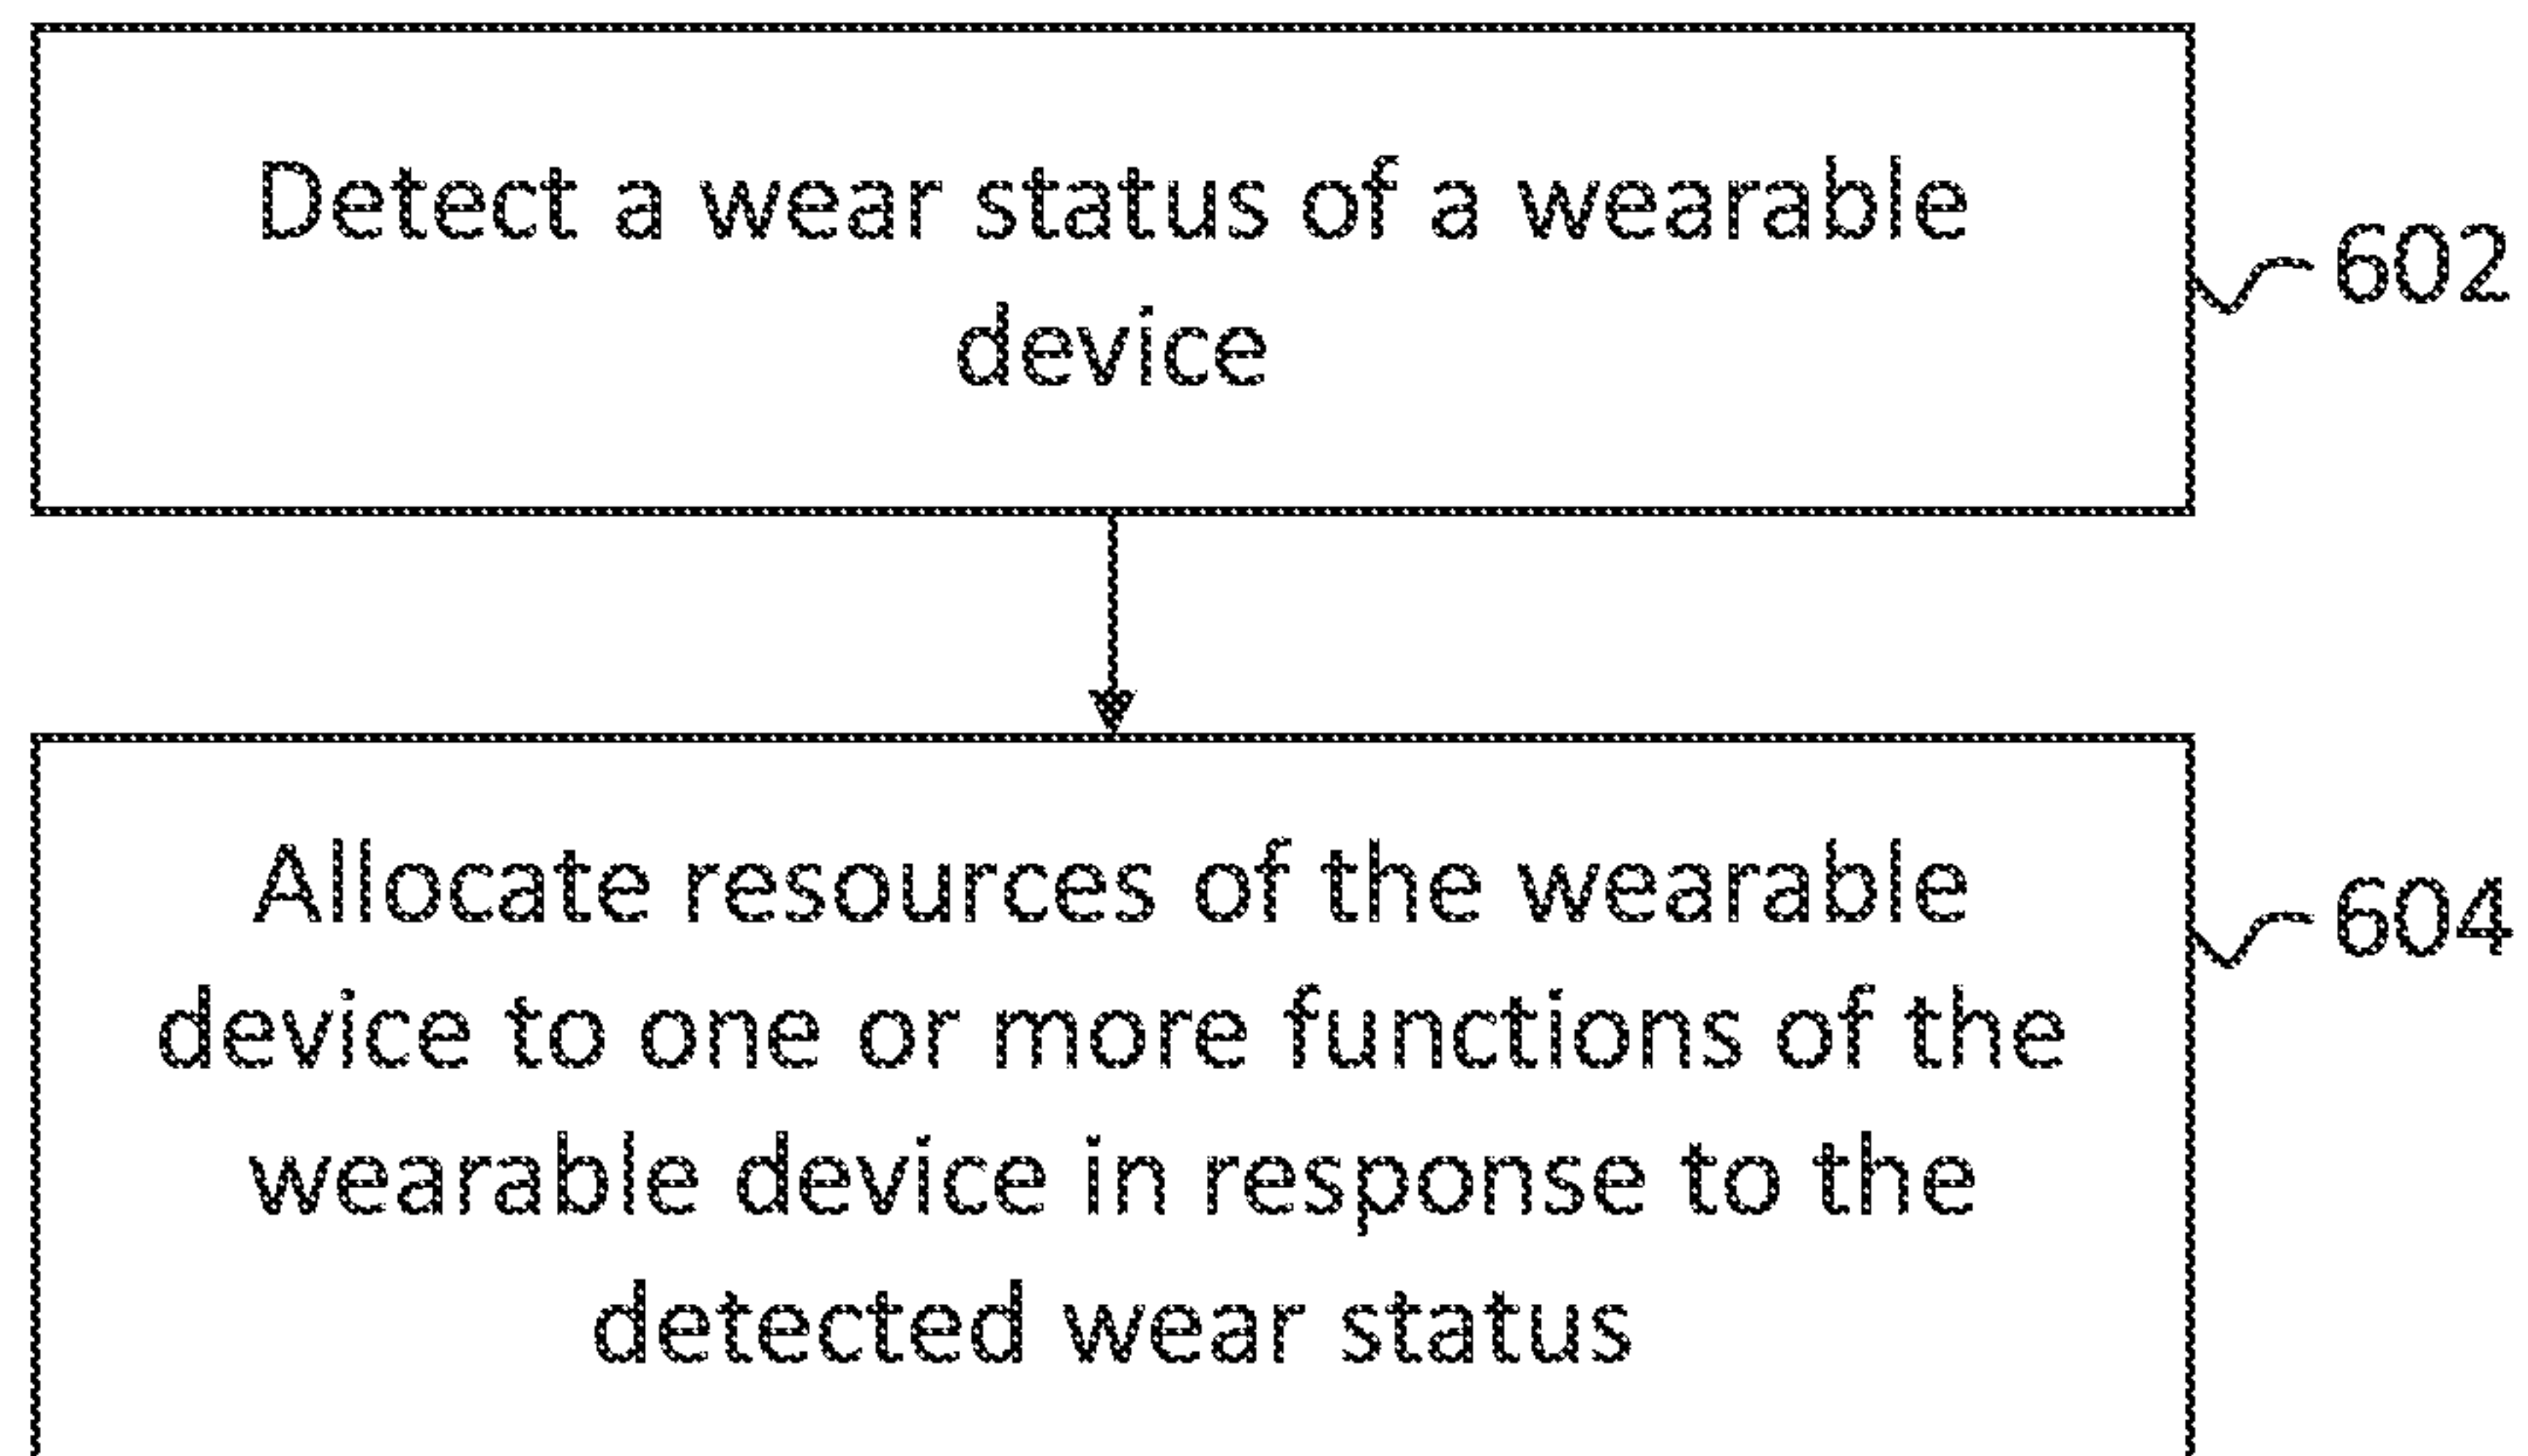 Detect a wear status of a wearable
device
602
Allocate resources of the wearable
device to one or more functions of the
wearable device in response to the
detected wear status
604